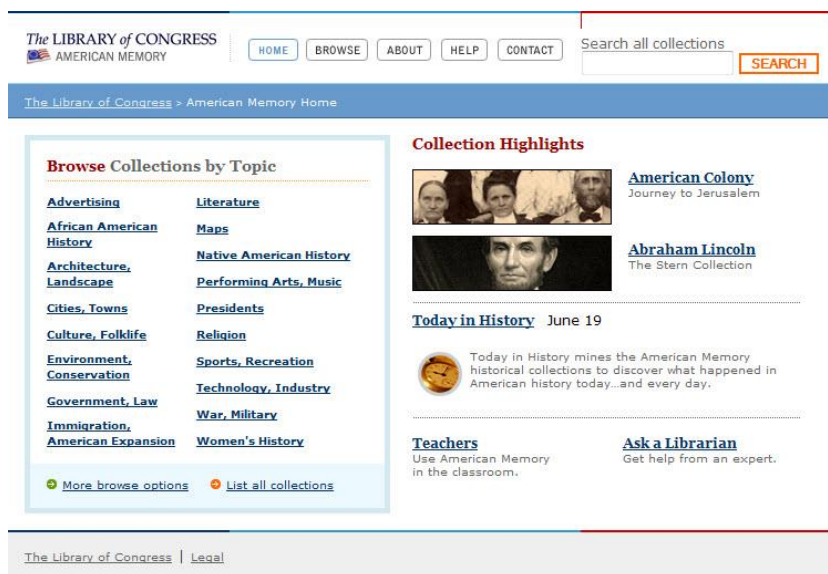 The LIBRARY of CONGRESS
AMERICAN MEMORY
HOME
BROWSE
ABOUT
HELP
CONTACT
Search all collections
SEARCH
The Library of Congress > American Memory Home
Browse Collections by Topic
Advertising
African American
History
Architecture,
Landscape
Cities, Towns
Culture, Folklife
Environment,
Conservation
Government, Law
Immigration,
American Expansion
Literature
Maps
Native American History
Performing Arts, Music
Presidents
Religion
Sports, Recreation
Technology, Industry
War, Military
Women's History
More browse options
List all collections
Collection Highlights
American Colony
Journey to Jerusalem
Abraham Lincoln
The Stern Collection
Today in History June 19
Today in History mines the American Memory
historical collections to discover what happened in
American history today...and every day.
Teachers
Use American Memory
in the classroom.
Ask a Librarian
Get help from an expert.
The Library of Congress | Legal